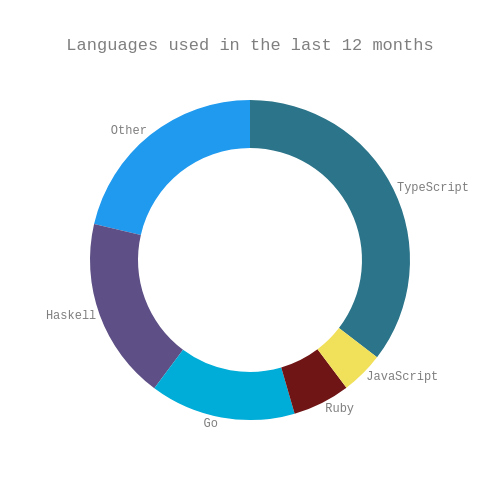 Languages used in the last 12 months
Other
TypeScript
Haskell
JavaScript
Ruby
Go